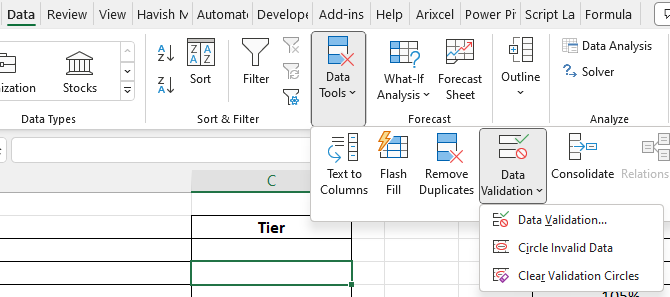 Data Review View Havish M Automate Develope Add-ins Help Arixcel Power Pi Script La Formula
Data Analysis
Solver
ization
Stocks
Sort
Filter
Data
Tools
What-If
Analysis
Forecast
Sheet
Outline
Data Types
Sort & Filter
Forecast
Analyze
Text to
Columns
Flash
Fill
Remove
Duplicates
Data
Validation
Consolidate
Relations
C
Tier
Data Validation...
Circle Invalid Data
Clear Validation Circles
105%